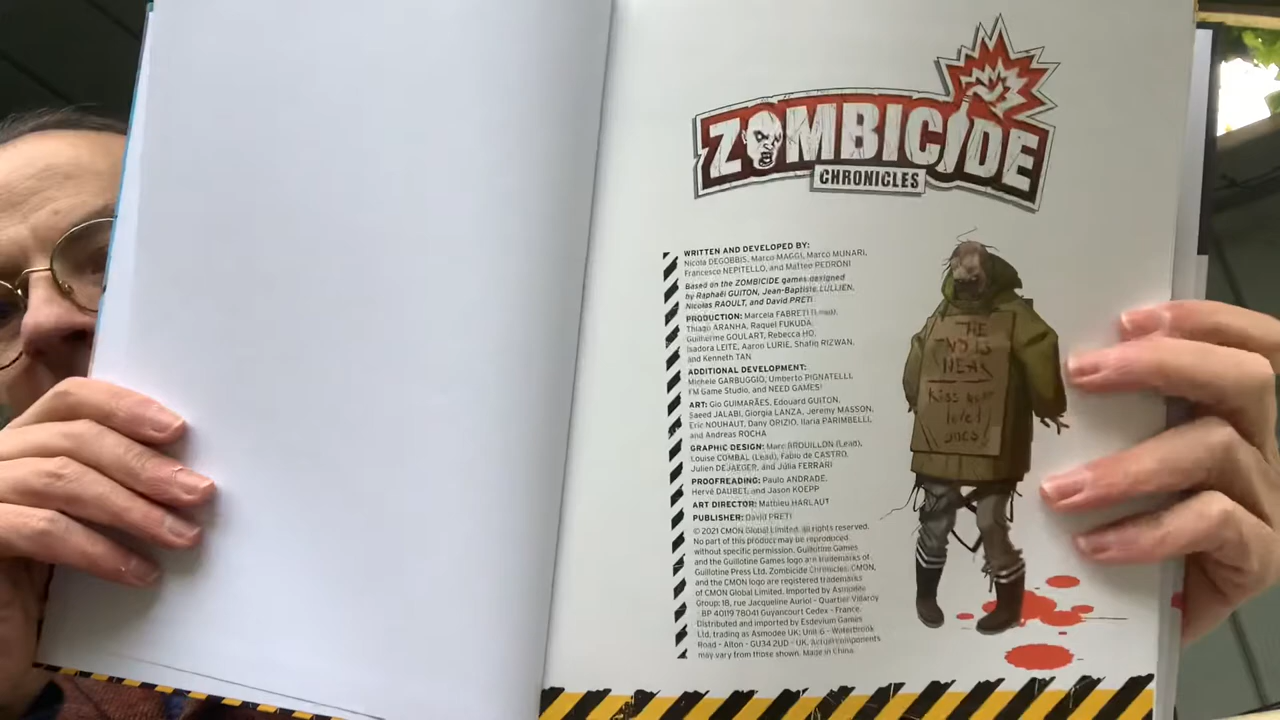 ZOMBICIDE
CHRONICLES
WRITTEN AND DEVELOPED BY:
Nicola DEGOBBIS, Marco MAGGI, Marco MUNARI,
Francesco NEPITELLO, and Matteo PEDRONI
Based on the ZOMBICIDE games designed
by Raphaël GUITON, Jean-Baptiste LULLIEN,
Nicolas RAOULT, and David PRETI
PRODUCTION: Marcela FABRETI (Lead),
Thiago ARANHA, Raquel FUKUDA,
Guilherme GOULART, Rebecca HO,
Isadora LEITE, Aaron LURIE, Shafiq RIZWAN,
and Kenneth TAN
ADDITIONAL DEVELOPMENT:
Michele GARBUGGIO, Umberto PIGNATELLI,
FM Game Studio, and NEED GAMES!
ART: Gio GUIMARÃES, Edouard GUITON,
Saeed JALABI, Giorgia LANZA, Jeremy MASSON,
Eric NOUHAUT, Dany ORIZIO, Ilaria PARIMBELLI,
and Andreas ROCHA
GRAPHIC DESIGN: Marc BROUILLON (Lead),
Louise COMBAL (Lead), Fabio de CASTRO,
Julien DEJAEGER, and Júlia FERRARI
PROOFREADING: Paulo ANDRADE,
Hervé DAUBET, and Jason KOEPP
ART DIRECTOR: Mathieu HARLAUT
PUBLISHER: David PRETI
© 2021 CMON Global Limited, all rights reserved.
No part of this product may be reproduced
without specific permission. Guillotine Games
and the Guillotine Games logo are trademarks of
Guillotine Press Ltd. Zombicide Chronicles, CMON,
and the CMON logo are registered trademarks
of CMON Global Limited. Imported by Asmodee
Group: 18, rue Jacqueline Auriol - Quartier Villaroy
- BP 40119 78041 Guyancourt Cedex - France.
Distributed and imported by Esdevium Games
Ltd, trading as Asmodee UK; Unit 6 - Waterbrook
Road - Alton - GU34 2UD - UK. Actual components
may vary from those shown. Made in China.
THE
END IS
NEAR
Kiss your
loved